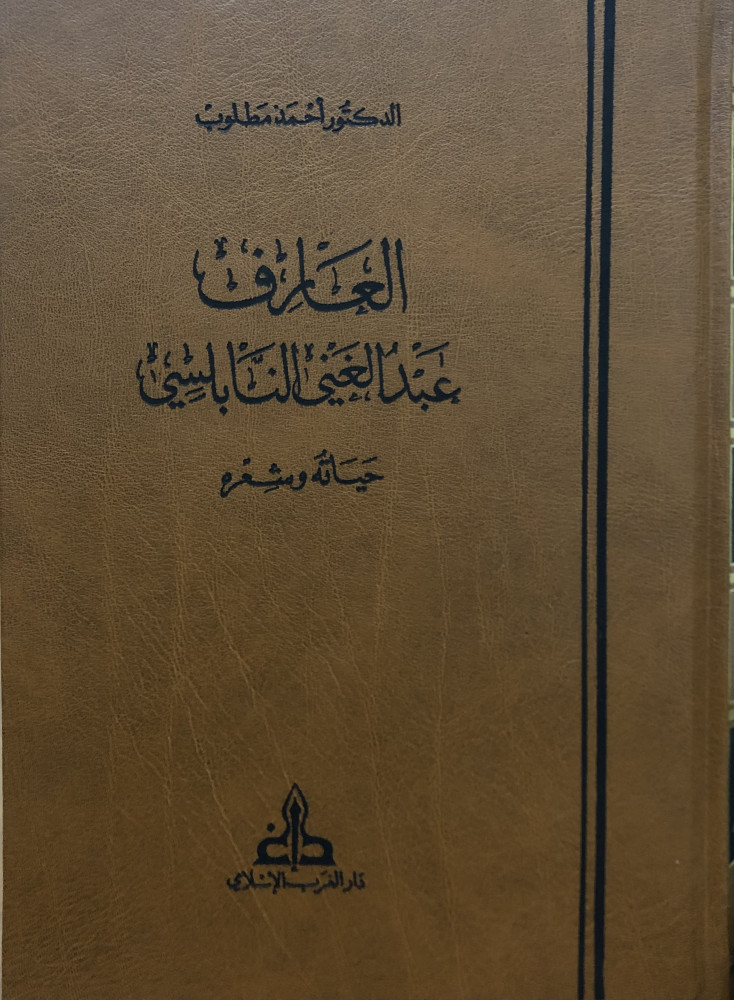 الدكتور أحمد مطلوب
العارف
عبد الغني النابلسي
حياته وشعره
دار الغرب الإسلامي